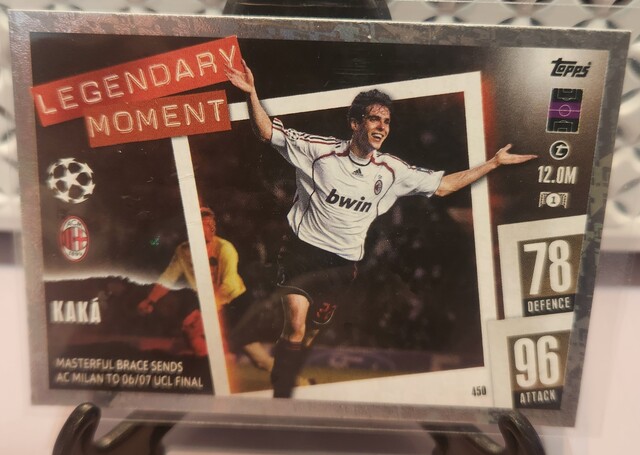 LEGENDARY
MOMENT
Topps
12.0M
1
bwin
78
DEFENCE
KAKÁ
MASTERFUL BRACE SENDS
AC MILAN TO 06/07 UCL FINAL
96
ATTACK
450